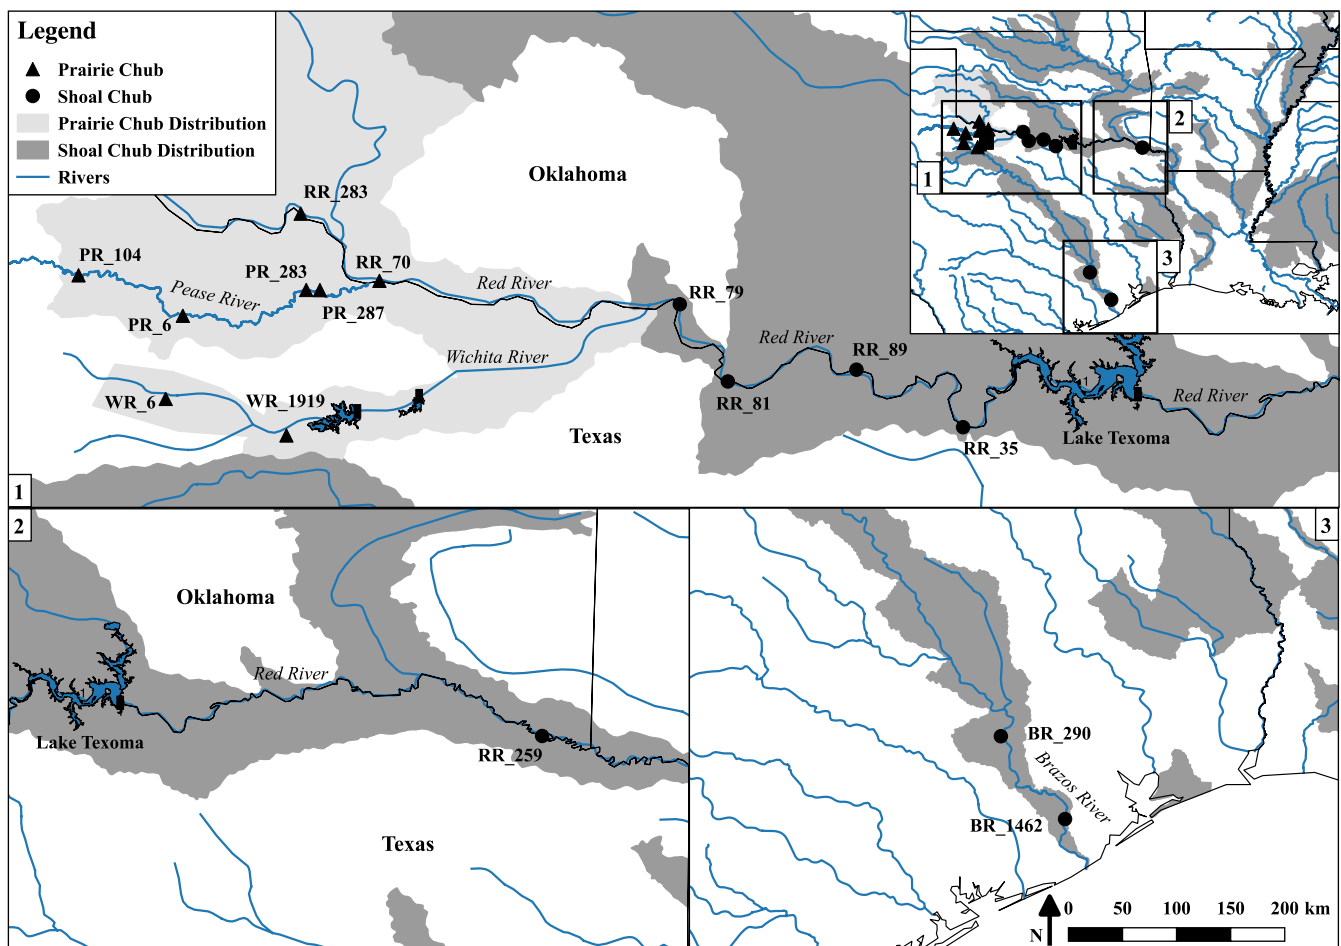 Legend
Prairie Chub
Shoal Chub
Prairie Chub Distribution
Shoal Chub Distribution
Rivers
RR_283
PR_104
PR_283
RR_70
Pease River
PR_287
PR_6
Red River
Wichita River
WR_6
WR_1919
Oklahoma
Texas
RR_79
RR_81
Red River
RR_89
RR_35
Lake Texoma
Red River
1
1
2
3
2
Oklahoma
Red River
Lake Texoma
RR_259
Texas
3
BR_290
Brazos River
BR_1462
N
0 50 100 150 200 km